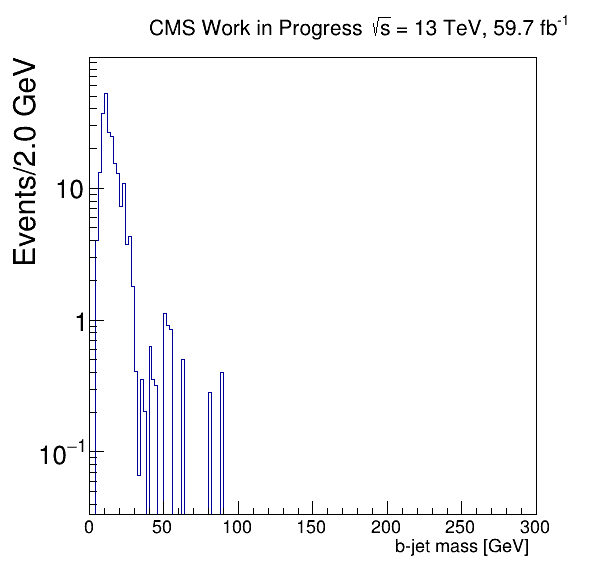 CMS Work in Progress √s = 13 TeV, 59.7 fb⁻¹
Events/2.0 GeV
10
1
10⁻¹
0 50 100 150 200 250 300
b-jet mass [GeV]